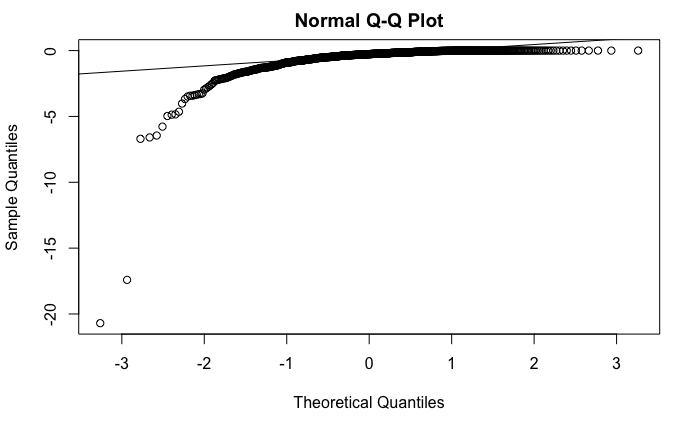 Normal Q-Q Plot
Sample Quantiles
0
-5
-10
-15
-20
-3 -2 -1 0 1 2 3
Theoretical Quantiles